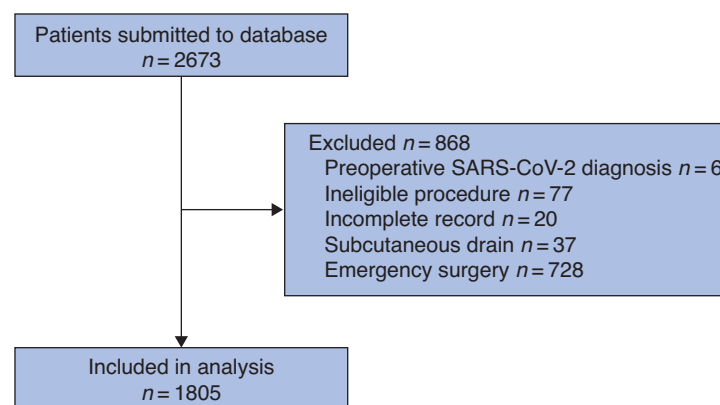 Patients submitted to database
n = 2673
Excluded n = 868
Preoperative SARS-CoV-2 diagnosis n = 6
Ineligible procedure n = 77
Incomplete record n = 20
Subcutaneous drain n = 37
Emergency surgery n = 728
Included in analysis
n = 1805